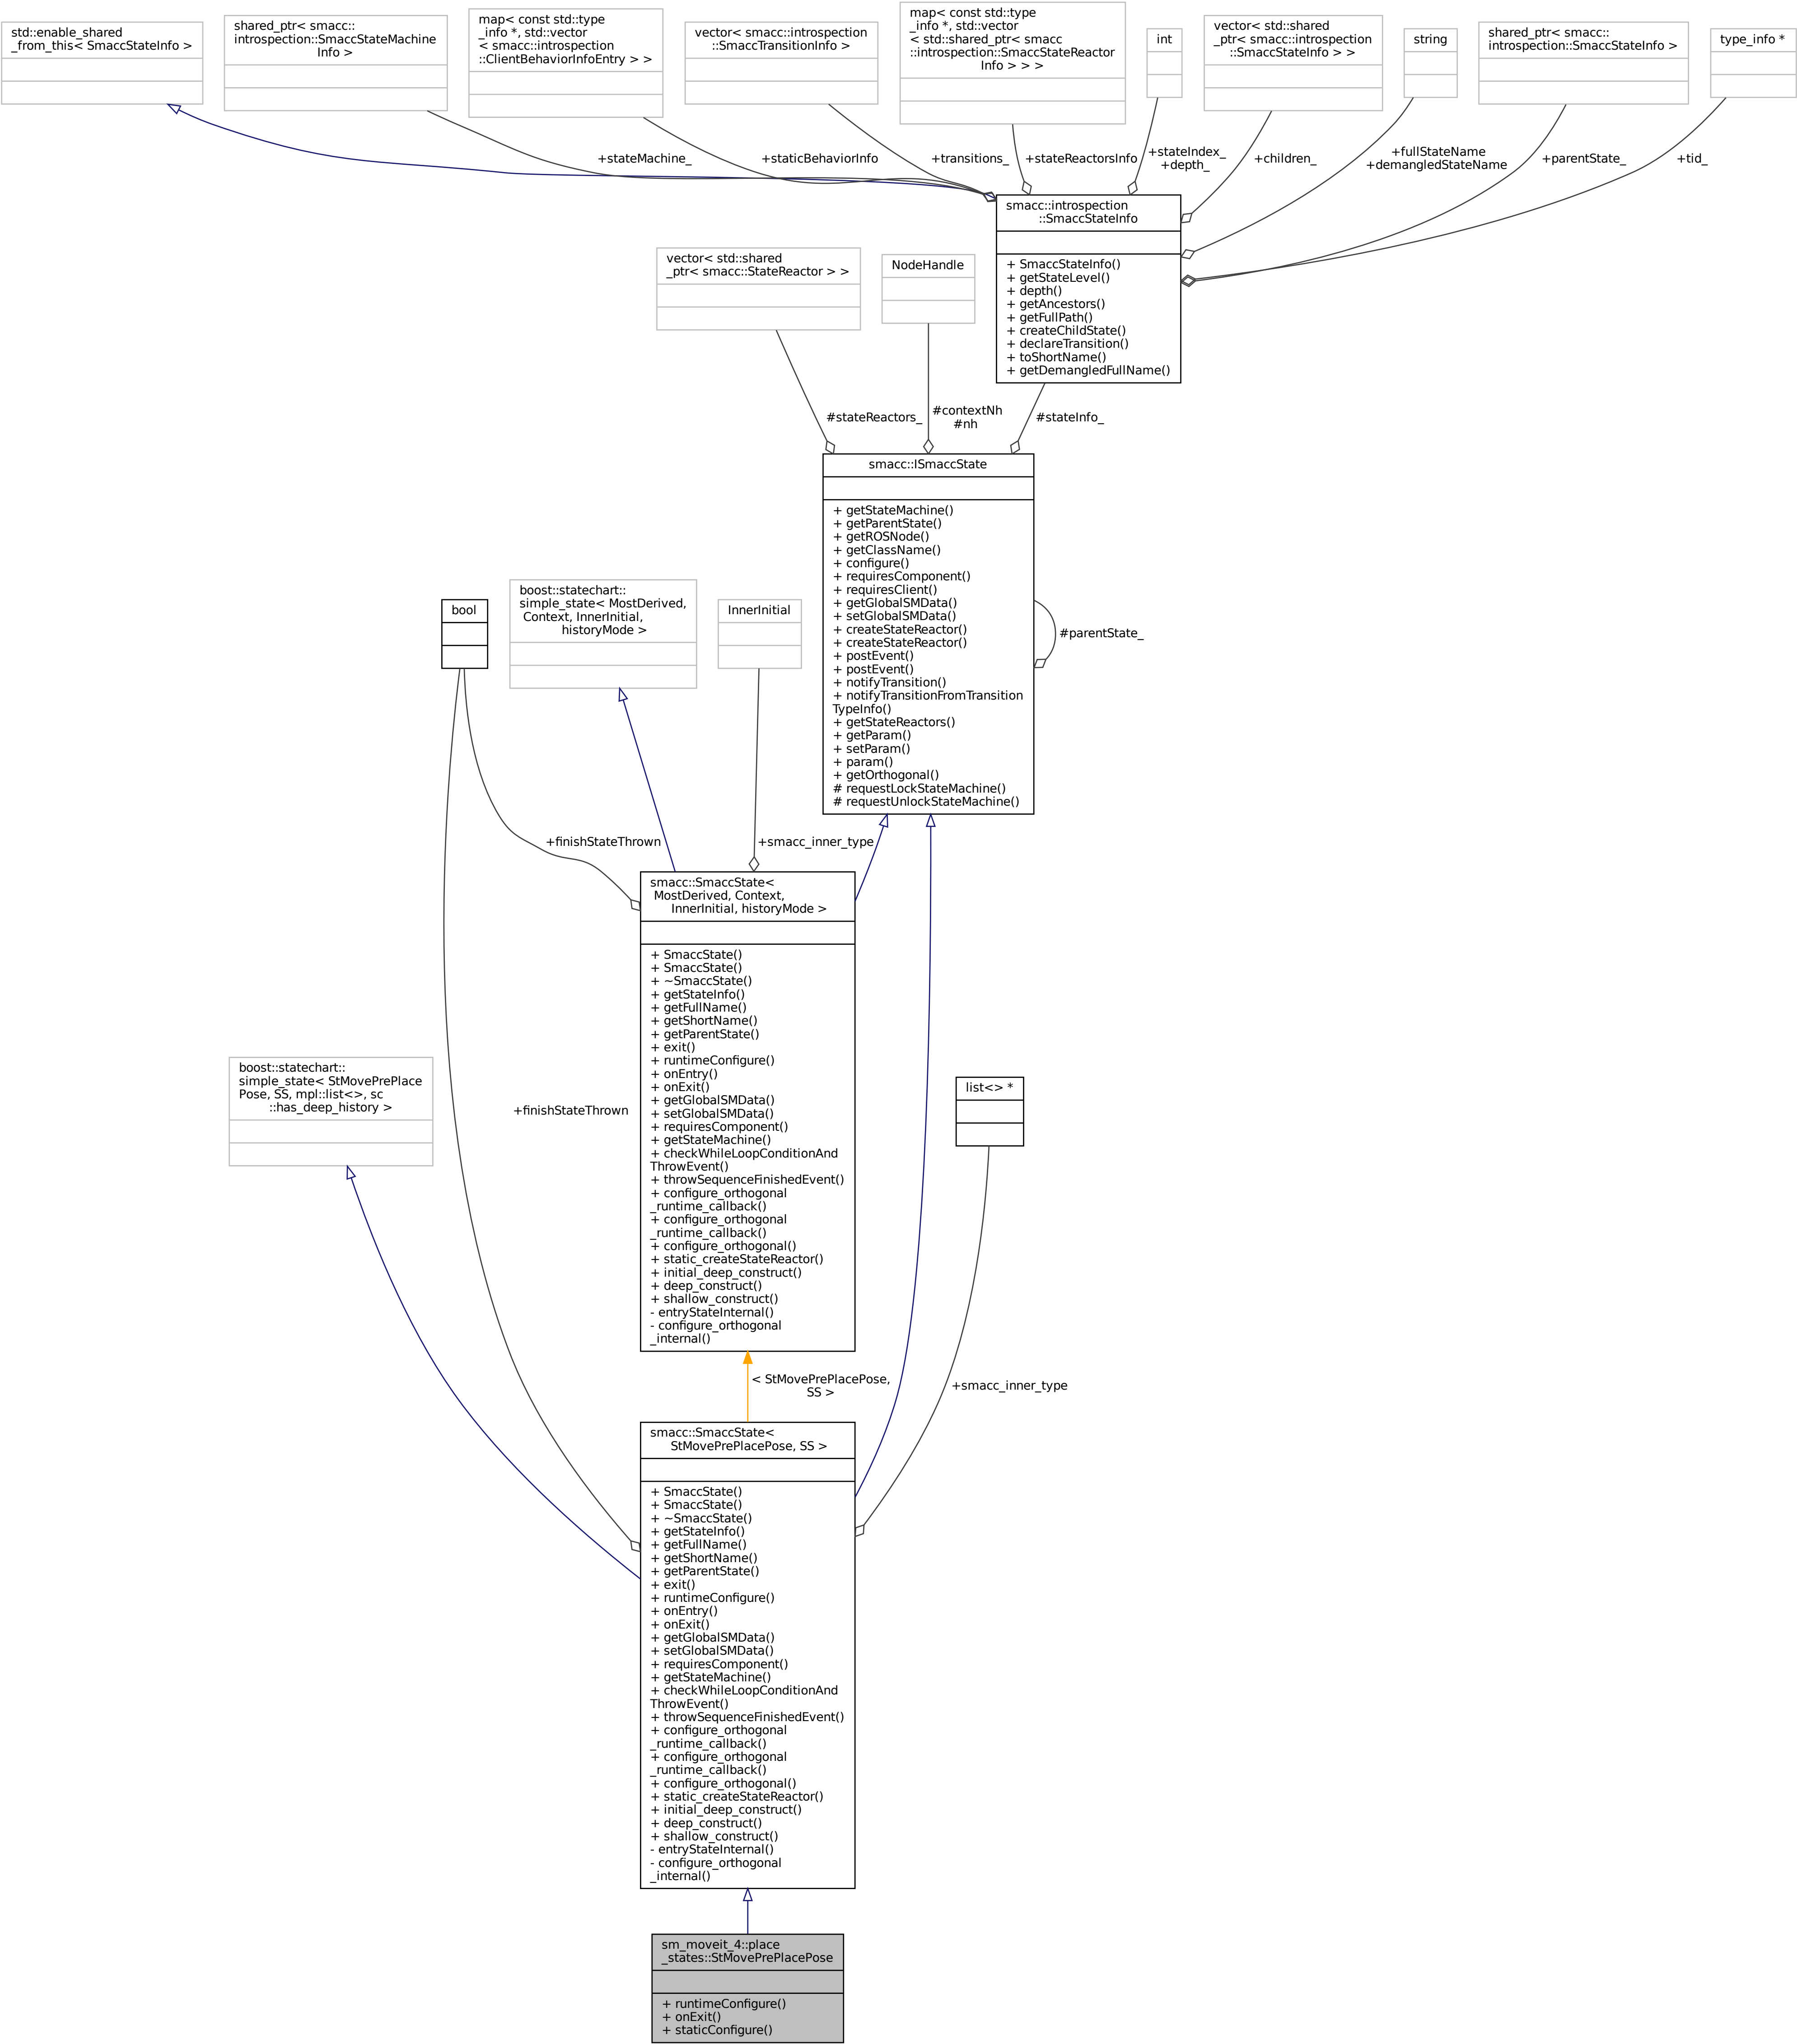 std::enable_shared
_from_this< SmaccStateInfo >
shared_ptr< smacc::
introspection::SmaccStateMachine
Info >
map< const std::type
_info *, std::vector
< smacc::introspection
::ClientBehaviorInfoEntry > >
vector< smacc::introspection
::SmaccTransitionInfo >
map< const std::type
_info *, std::vector
< std::shared_ptr< smacc
::introspection::SmaccStateReactor
Info > > >
int
vector< std::shared
_ptr< smacc::introspection
::SmaccStateInfo > >
string
shared_ptr< smacc::
introspection::SmaccStateInfo >
type_info *
+stateMachine_
+staticBehaviorInfo
+transitions_
+stateReactorsInfo
+stateIndex_
+depth_
+children_
+fullStateName
+demangledStateName
+parentState_
+tid_
smacc::introspection
::SmaccStateInfo
+ SmaccStateInfo()
+ getStateLevel()
+ depth()
+ getAncestors()
+ getFullPath()
+ createChildState()
+ declareTransition()
+ toShortName()
+ getDemangledFullName()
vector< std::shared
_ptr< smacc::StateReactor > >
NodeHandle
#stateReactors_
#contextNh
#nh
#stateInfo_
smacc::ISmaccState
+ getStateMachine()
+ getParentState()
+ getROSNode()
+ getClassName()
+ configure()
+ requiresComponent()
+ requiresClient()
+ getGlobalSMData()
+ setGlobalSMData()
+ createStateReactor()
+ createStateReactor()
+ postEvent()
+ postEvent()
+ notifyTransition()
+ notifyTransitionFromTransition
TypeInfo()
+ getStateReactors()
+ getParam()
+ setParam()
+ param()
+ getOrthogonal()
# requestLockStateMachine()
# requestUnlockStateMachine()
#parentState_
bool
boost::statechart::
simple_state< MostDerived,
Context, InnerInitial,
historyMode >
InnerInitial
+finishStateThrown
+smacc_inner_type
smacc::SmaccState<
MostDerived, Context,
InnerInitial, historyMode >
+ SmaccState()
+ SmaccState()
+ ~SmaccState()
+ getStateInfo()
+ getFullName()
+ getShortName()
+ getParentState()
+ exit()
+ runtimeConfigure()
+ onEntry()
+ onExit()
+ getGlobalSMData()
+ setGlobalSMData()
+ requiresComponent()
+ getStateMachine()
+ checkWhileLoopConditionAnd
ThrowEvent()
+ throwSequenceFinishedEvent()
+ configure_orthogonal
_runtime_callback()
+ configure_orthogonal
_runtime_callback()
+ configure_orthogonal()
+ static_createStateReactor()
+ initial_deep_construct()
+ deep_construct()
+ shallow_construct()
- entryStateInternal()
- configure_orthogonal
_internal()
boost::statechart::
simple_state< StMovePrePlace
Pose, SS, mpl::list<>, sc
::has_deep_history >
+finishStateThrown
list<> *
< StMovePrePlacePose,
SS >
+smacc_inner_type
smacc::SmaccState<
StMovePrePlacePose, SS >
+ SmaccState()
+ SmaccState()
+ ~SmaccState()
+ getStateInfo()
+ getFullName()
+ getShortName()
+ getParentState()
+ exit()
+ runtimeConfigure()
+ onEntry()
+ onExit()
+ getGlobalSMData()
+ setGlobalSMData()
+ requiresComponent()
+ getStateMachine()
+ checkWhileLoopConditionAnd
ThrowEvent()
+ throwSequenceFinishedEvent()
+ configure_orthogonal
_runtime_callback()
+ configure_orthogonal
_runtime_callback()
+ configure_orthogonal()
+ static_createStateReactor()
+ initial_deep_construct()
+ deep_construct()
+ shallow_construct()
- entryStateInternal()
- configure_orthogonal
_internal()
sm_moveit_4::place
_states::StMovePrePlacePose
+ runtimeConfigure()
+ onExit()
+ staticConfigure()